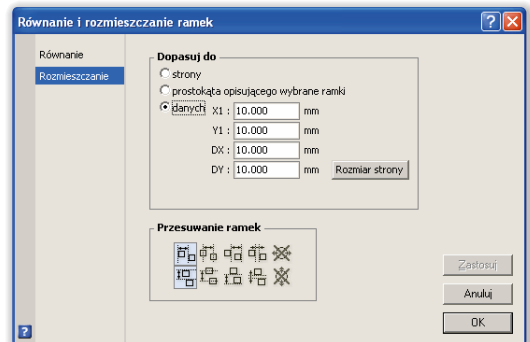 Równanie i rozmieszczanie ramek
Równanie
Rozmieszczanie
Dopasuj do
strony
prostokąta opisującego wybrane ramki
danych X1 : 10.000 mm
Y1 : 10.000 mm
DX : 10.000 mm
DY : 10.000 mm Rozmiar strony
Przesuwanie ramek
Zastosuj
Anuluj
OK